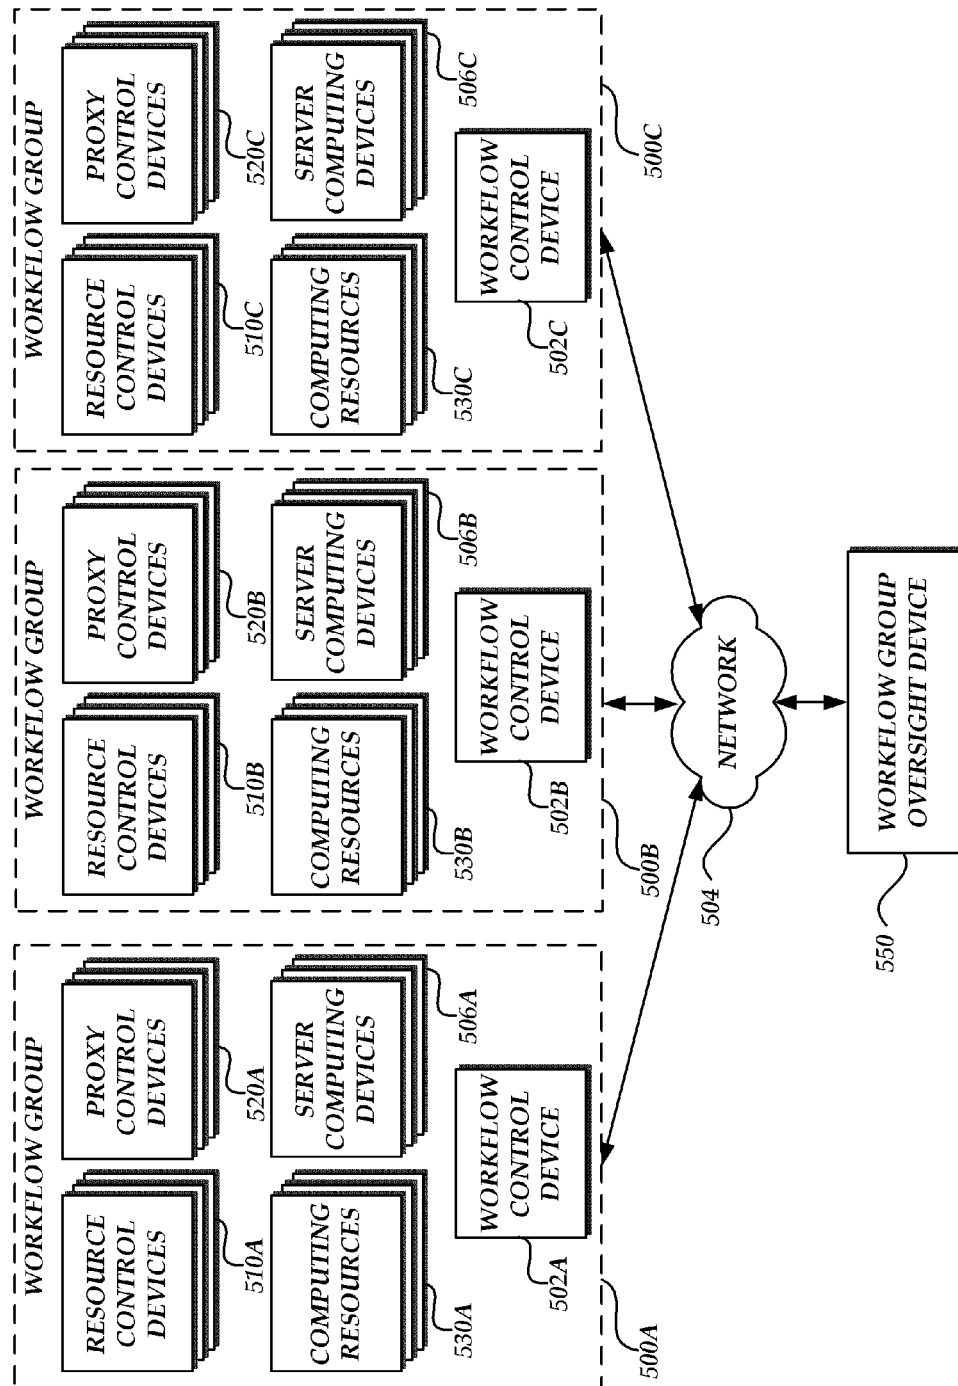 WORKFLOW GROUP
RESOURCE
CONTROL
DEVICES
510A
PROXY
CONTROL
DEVICES
520A
COMPUTING
RESOURCES
530A
SERVER
COMPUTING
DEVICES
506A
WORKFLOW
CONTROL
DEVICE
502A
500A
WORKFLOW GROUP
RESOURCE
CONTROL
DEVICES
510B
PROXY
CONTROL
DEVICES
520B
COMPUTING
RESOURCES
530B
SERVER
COMPUTING
DEVICES
506B
WORKFLOW
CONTROL
DEVICE
502B
500B
WORKFLOW GROUP
RESOURCE
CONTROL
DEVICES
510C
PROXY
CONTROL
DEVICES
520C
COMPUTING
RESOURCES
530C
SERVER
COMPUTING
DEVICES
506C
WORKFLOW
CONTROL
DEVICE
502C
500C
NETWORK
504
WORKFLOW GROUP
OVERSIGHT DEVICE
550